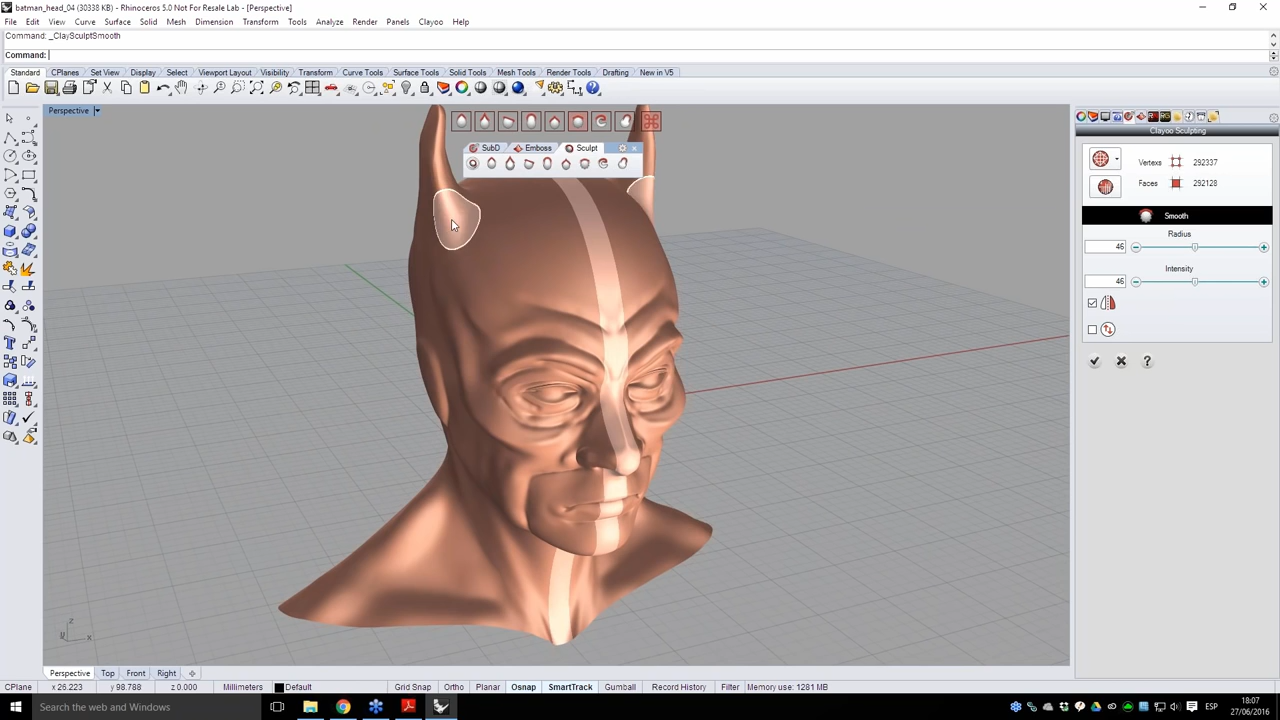 batman_head_04 (30338 KB) - Rhinoceros 5.0 Not For Resale Lab - [Perspective]
File Edit View Curve Surface Solid Mesh Dimension Transform Tools Analyze Render Panels Clayoo Help
Command: _ClaySculptSmooth
Command:
Standard CPlanes Set View Display Select Viewport Layout Visibility Transform Curve Tools Surface Tools Solid Tools Mesh Tools Render Tools Drafting New in V5
Perspective
SubD Emboss Sculpt
Clayoo Sculpting
Vertexs 292337
Faces 292128
Smooth
Radius
46
Intensity
46
z
y x
Perspective Top Front Right
CPlane x 26.223 y 98.788 z 0.000 Millimeters Default Grid Snap Ortho Planar Osnap SmartTrack Gumball Record History Filter Memory use: 1281 MB
Search the web and Windows
ESP
18:07
27/06/2016